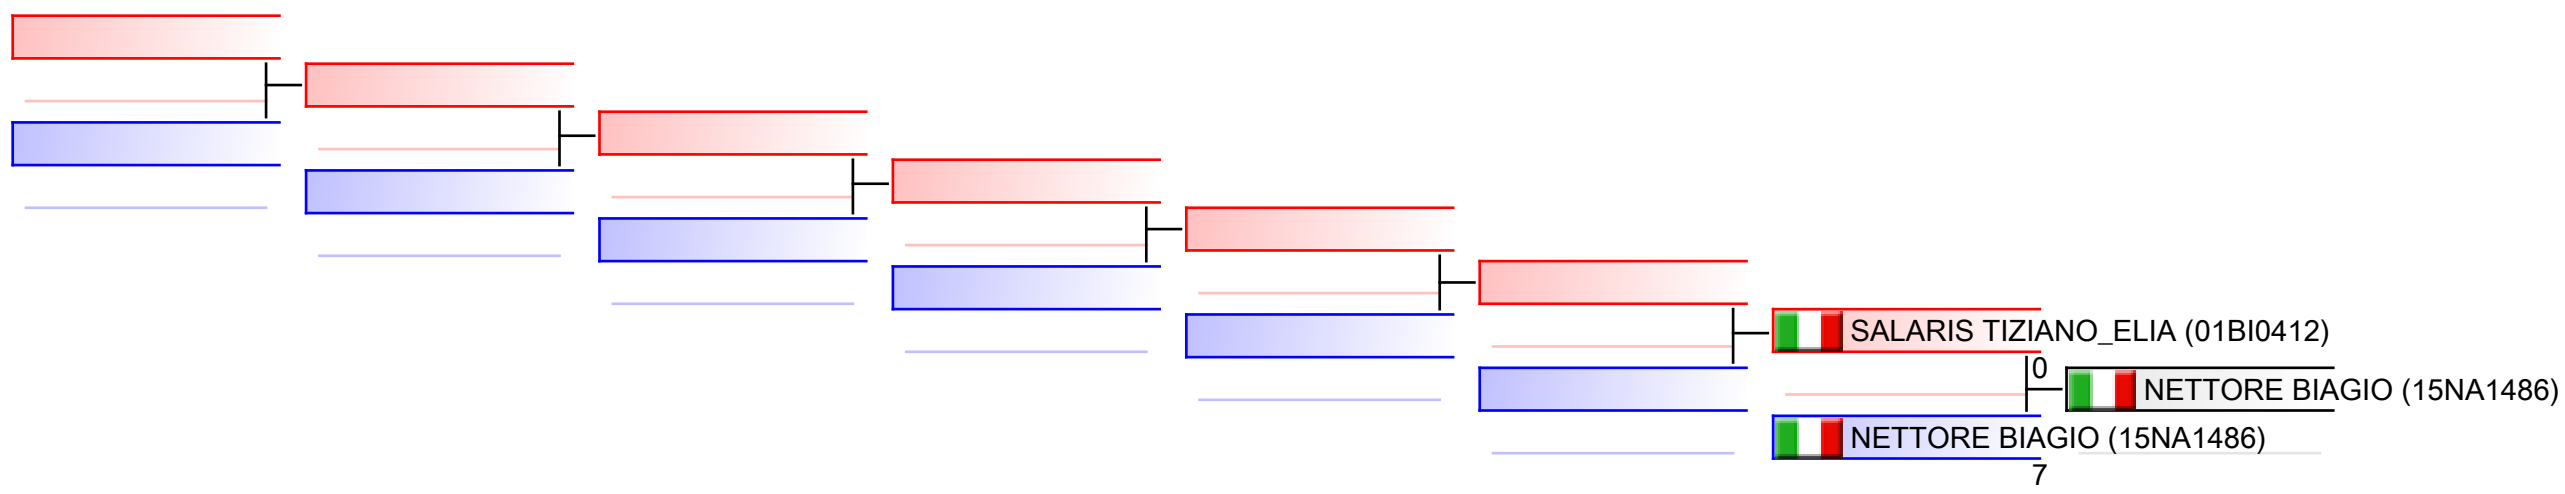 SALARIS TIZIANO_ELIA (01BI0412)
0
NETTORE BIAGIO (15NA1486)
NETTORE BIAGIO (15NA1486)
7